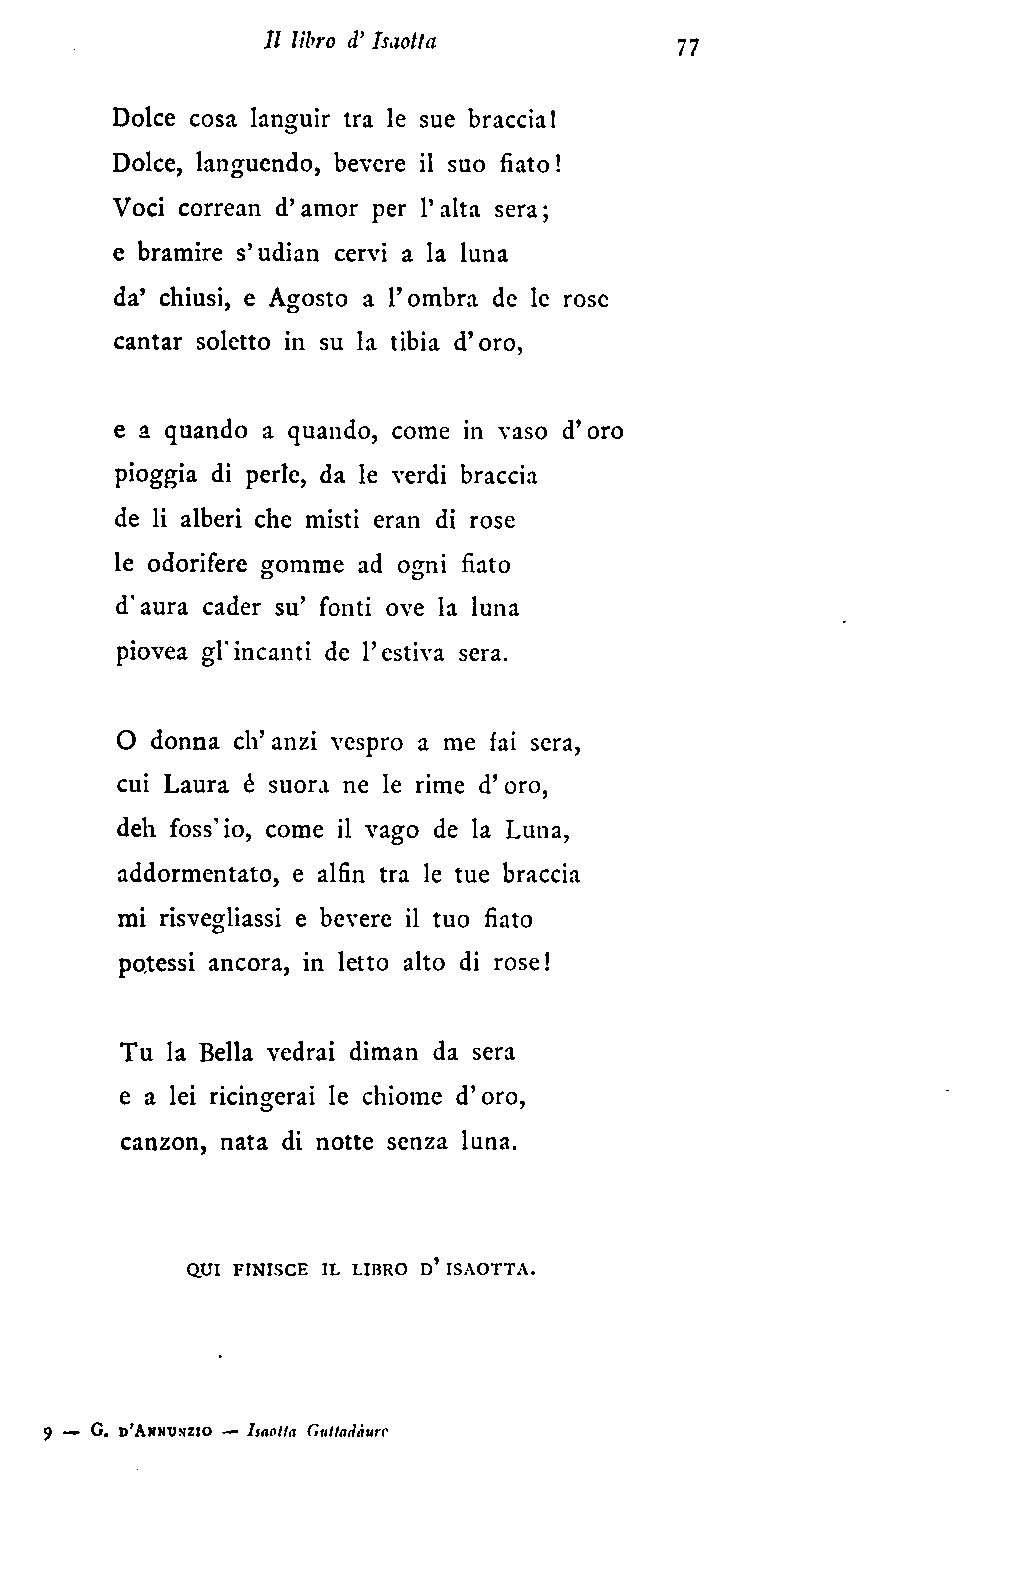 Il libro d' Isaotta
77
Dolce cosa languir tra le sue braccia!
Dolce, languendo, bevere il suo fiato!
Voci correan d' amor per l' alta sera;
e bramire s' udian cervi a la luna
da' chiusi, e Agosto a l' ombra de le rose
cantar soletto in su la tibia d' oro,
e a quando a quando, come in vaso d' oro
pioggia di perle, da le verdi braccia
de li alberi che misti eran di rose
le odorifere gomme ad ogni fiato
d' aura cader su' fonti ove la luna
piovea gl' incanti de l' estiva sera.
O donna ch' anzi vespro a me fai sera,
cui Laura è suora ne le rime d' oro,
deh foss' io, come il vago de la Luna,
addormentato, e alfin tra le tue braccia
mi risvegliassi e bevere il tuo fiato
potessi ancora, in letto alto di rose!
Tu la Bella vedrai diman da sera
e a lei ricingerai le chiome d' oro,
canzon, nata di notte senza luna.
QUI FINISCE IL LIBRO D' ISAOTTA.
9 — G. D'ANNUNZIO — Isaotta Guttadàuro